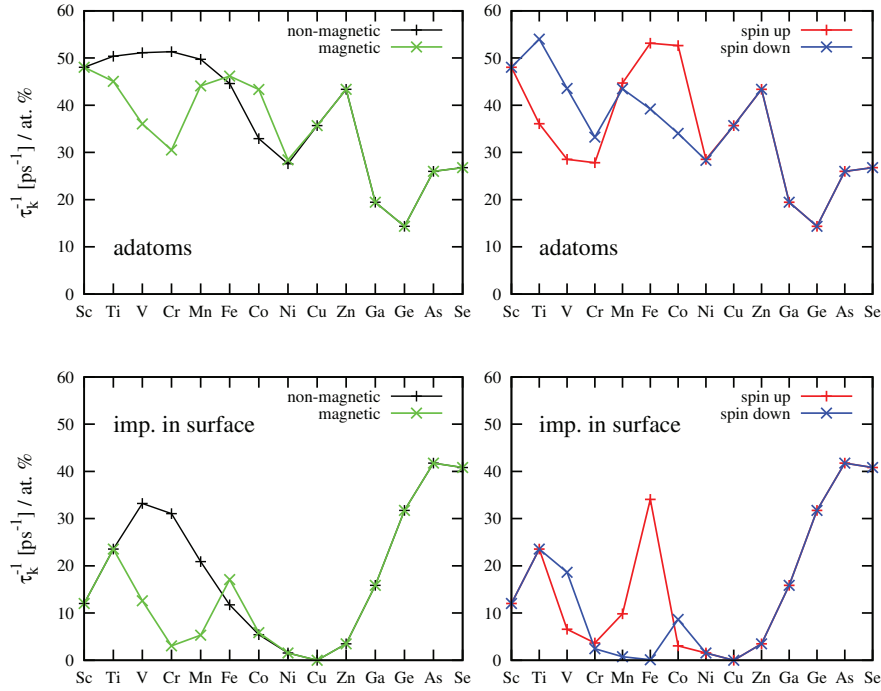 60
50
40
30
20
10
0
τk-1 [ps-1] / at. %
non-magnetic
magnetic
adatoms
Sc Ti V Cr Mn Fe Co Ni Cu Zn Ga Ge As Se
60
50
40
30
20
10
0
spin up
spin down
adatoms
Sc Ti V Cr Mn Fe Co Ni Cu Zn Ga Ge As Se
60
50
40
30
20
10
0
τk-1 [ps-1] / at. %
non-magnetic
magnetic
imp. in surface
Sc Ti V Cr Mn Fe Co Ni Cu Zn Ga Ge As Se
60
50
40
30
20
10
0
spin up
spin down
imp. in surface
Sc Ti V Cr Mn Fe Co Ni Cu Zn Ga Ge As Se